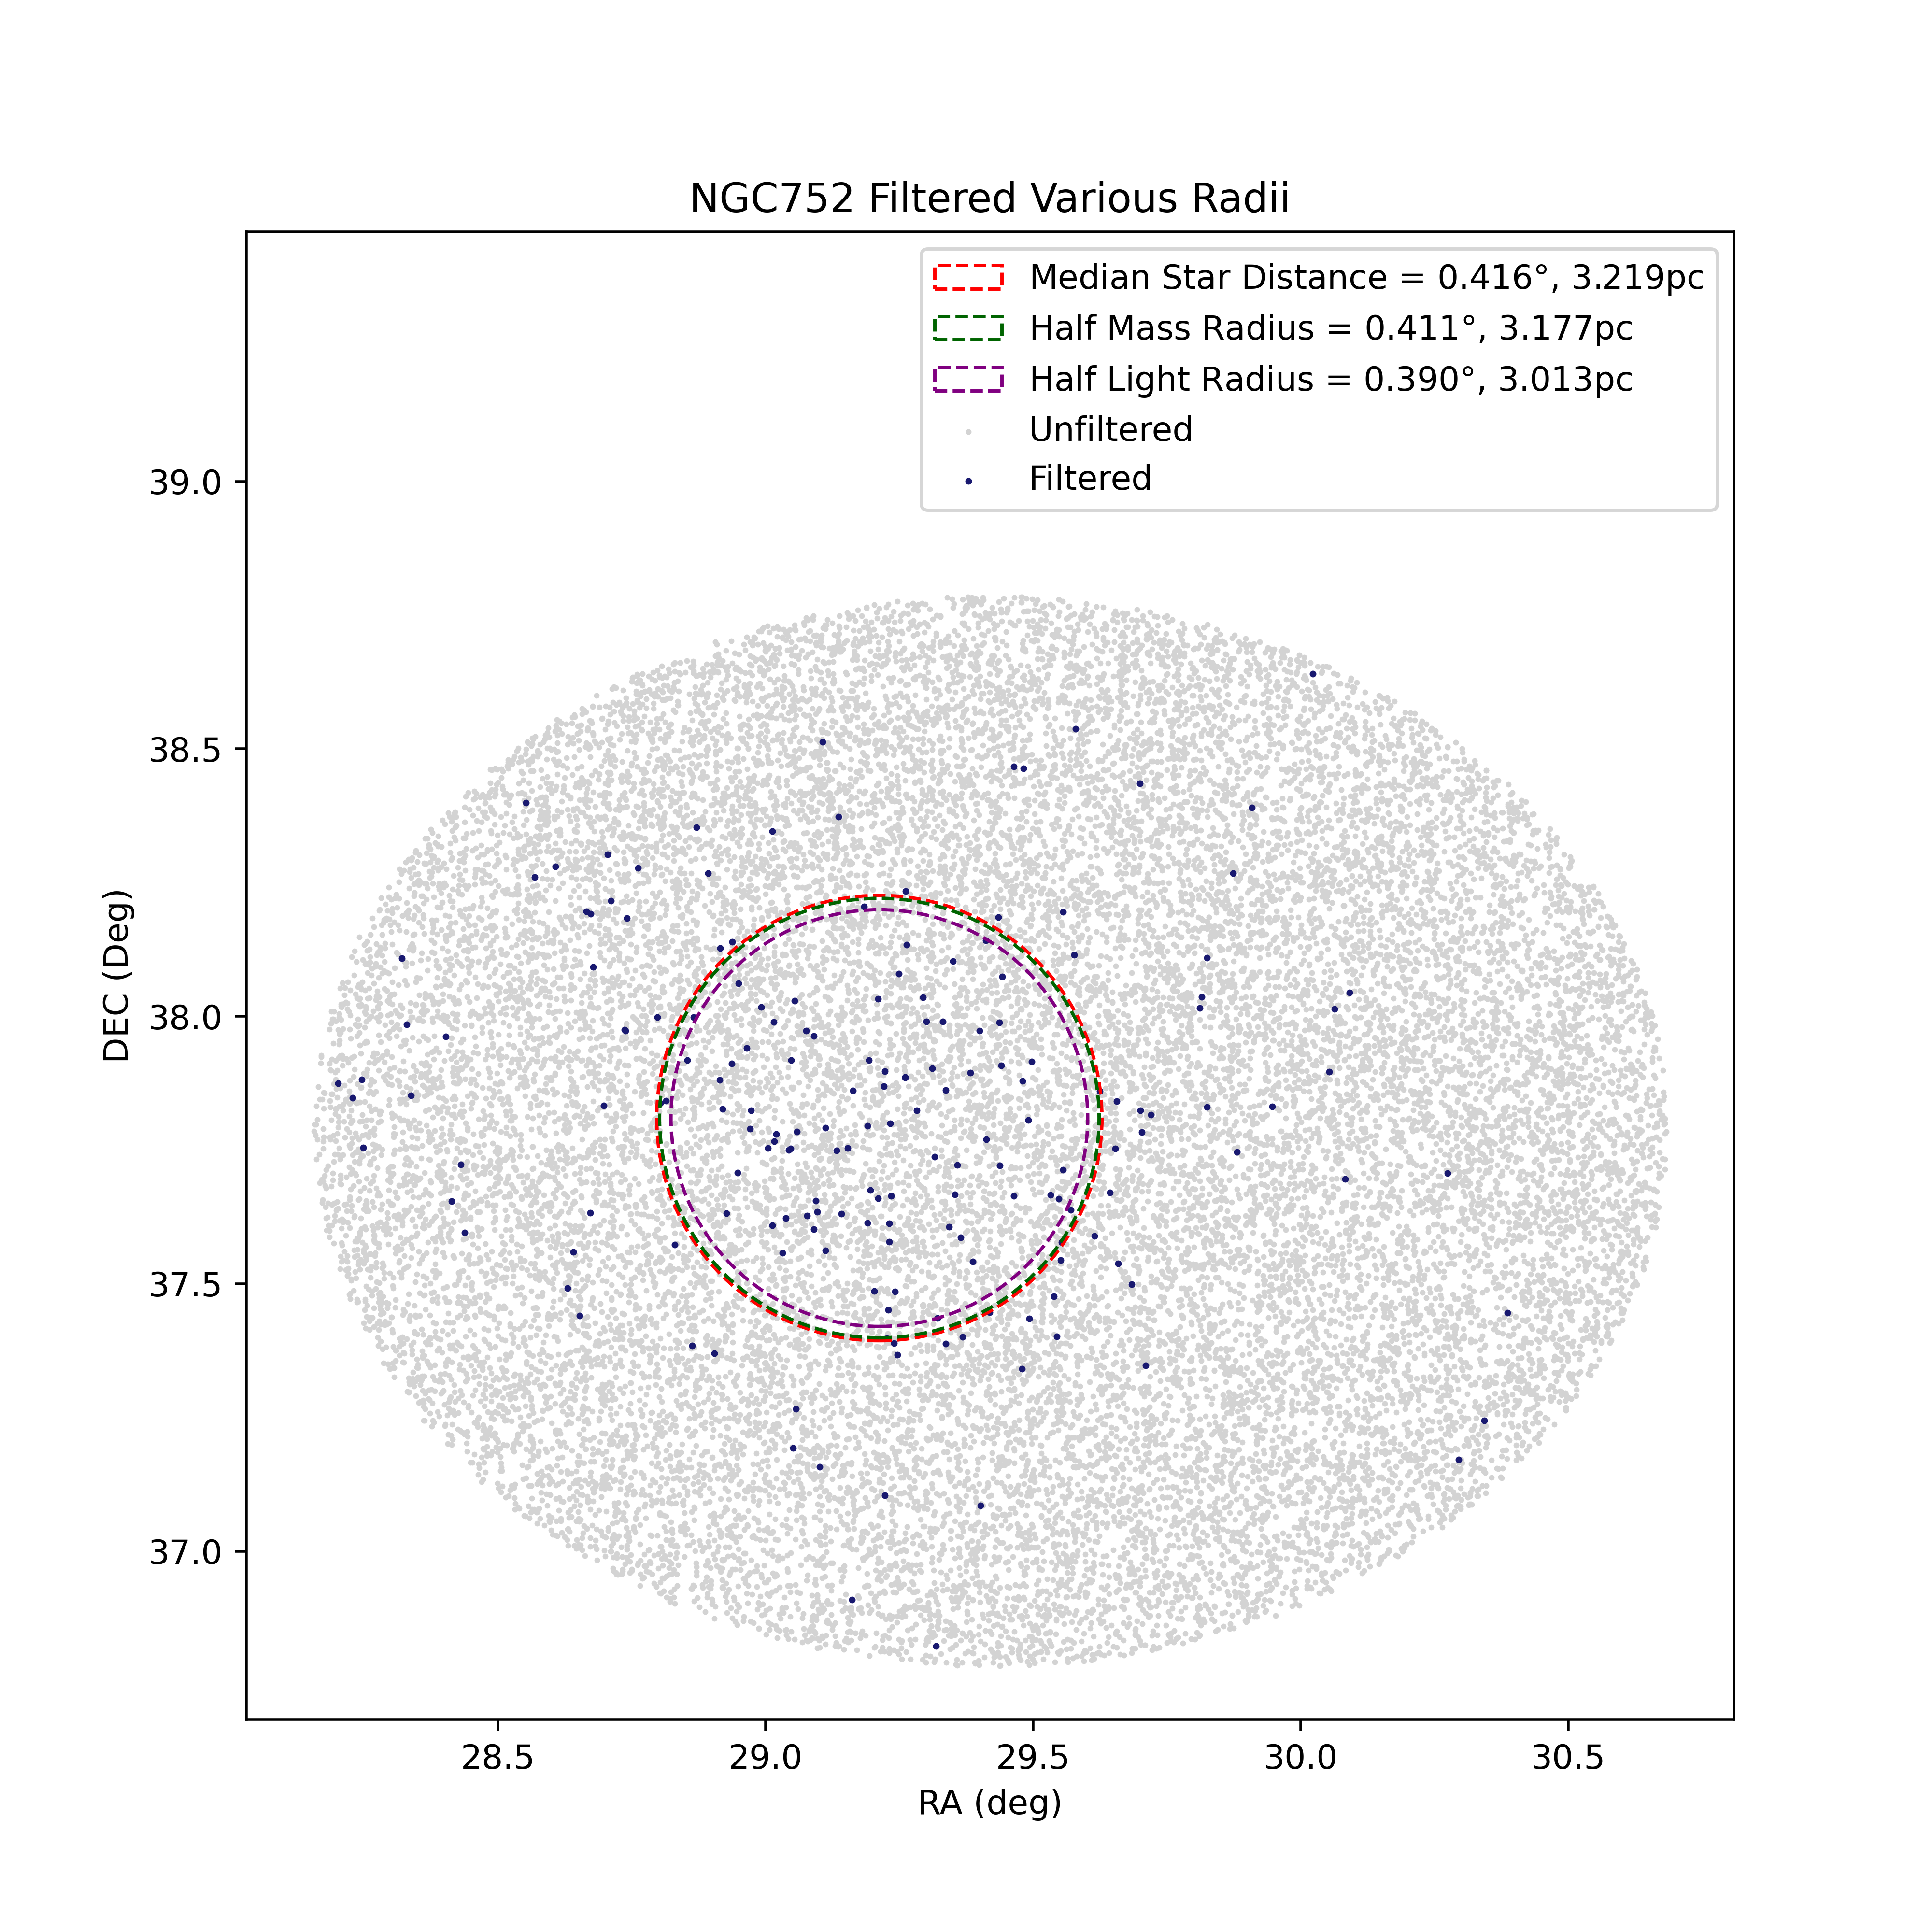 NGC752 Filtered Various Radii
Median Star Distance = 0.416°, 3.219pc
Half Mass Radius = 0.411°, 3.177pc
Half Light Radius = 0.390°, 3.013pc
Unfiltered
Filtered
39.0
38.5
38.0
37.5
37.0
DEC (Deg)
28.5 29.0 29.5 30.0 30.5
RA (deg)